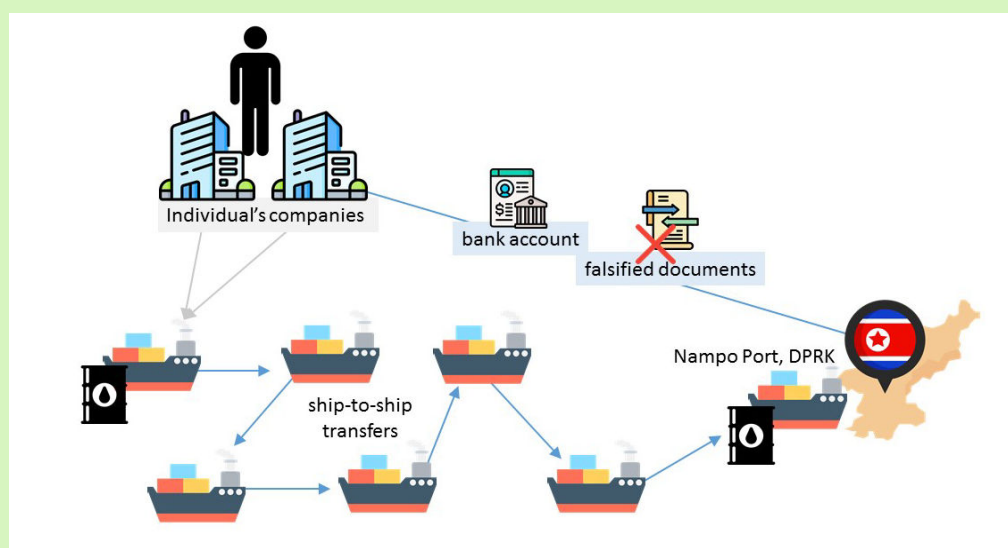 Individual's companies
bank account
falsified documents
Nampo Port, DPRK
ship-to-ship
transfers